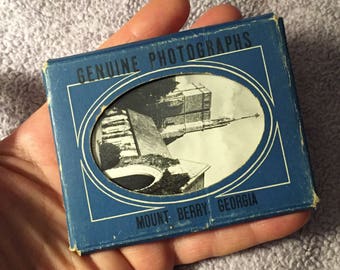 GENUINE PHOTOGRAPHS
MOUNT BERRY, GEORGIA